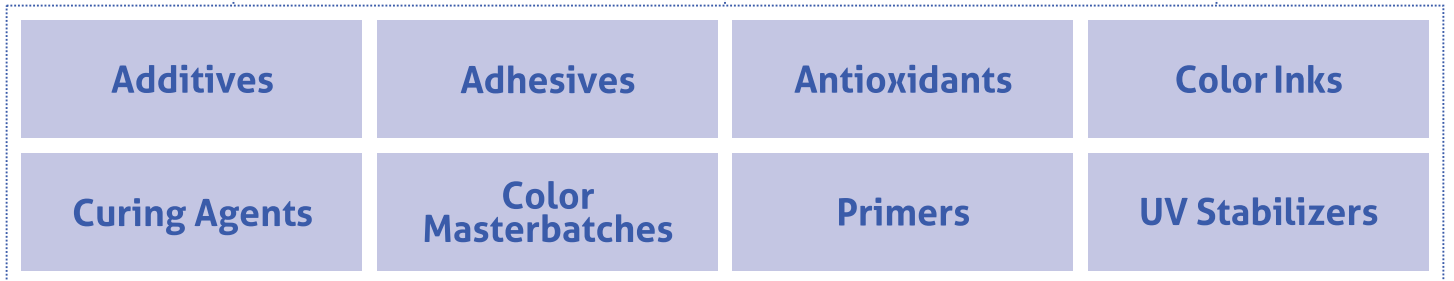 Additives
Adhesives
Antioxidants
Color Inks
Curing Agents
Color
Masterbatches
Primers
UV Stabilizers